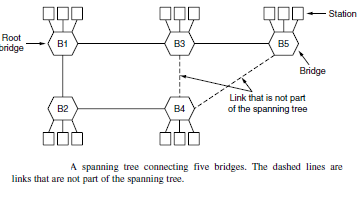 Station
Root
bridge
B1
B3
B5
Bridge
Link that is not part
of the spanning tree
B2
B4
A spanning tree connecting five bridges. The dashed lines are
links that are not part of the spanning tree.